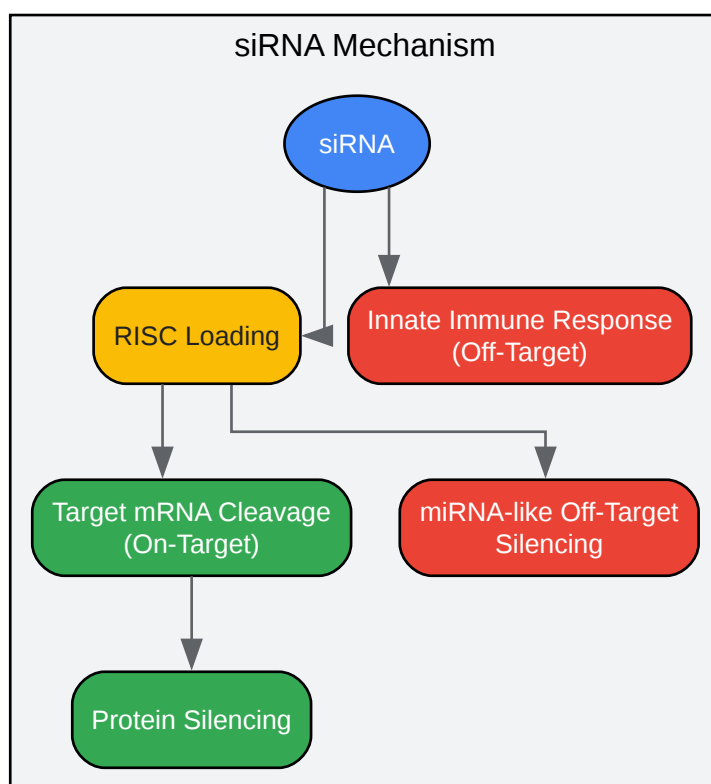 siRNA Mechanism
siRNA
RISC Loading
Innate Immune Response
(Off-Target)
Target mRNA Cleavage
(On-Target)
miRNA-like Off-Target
Silencing
Protein Silencing